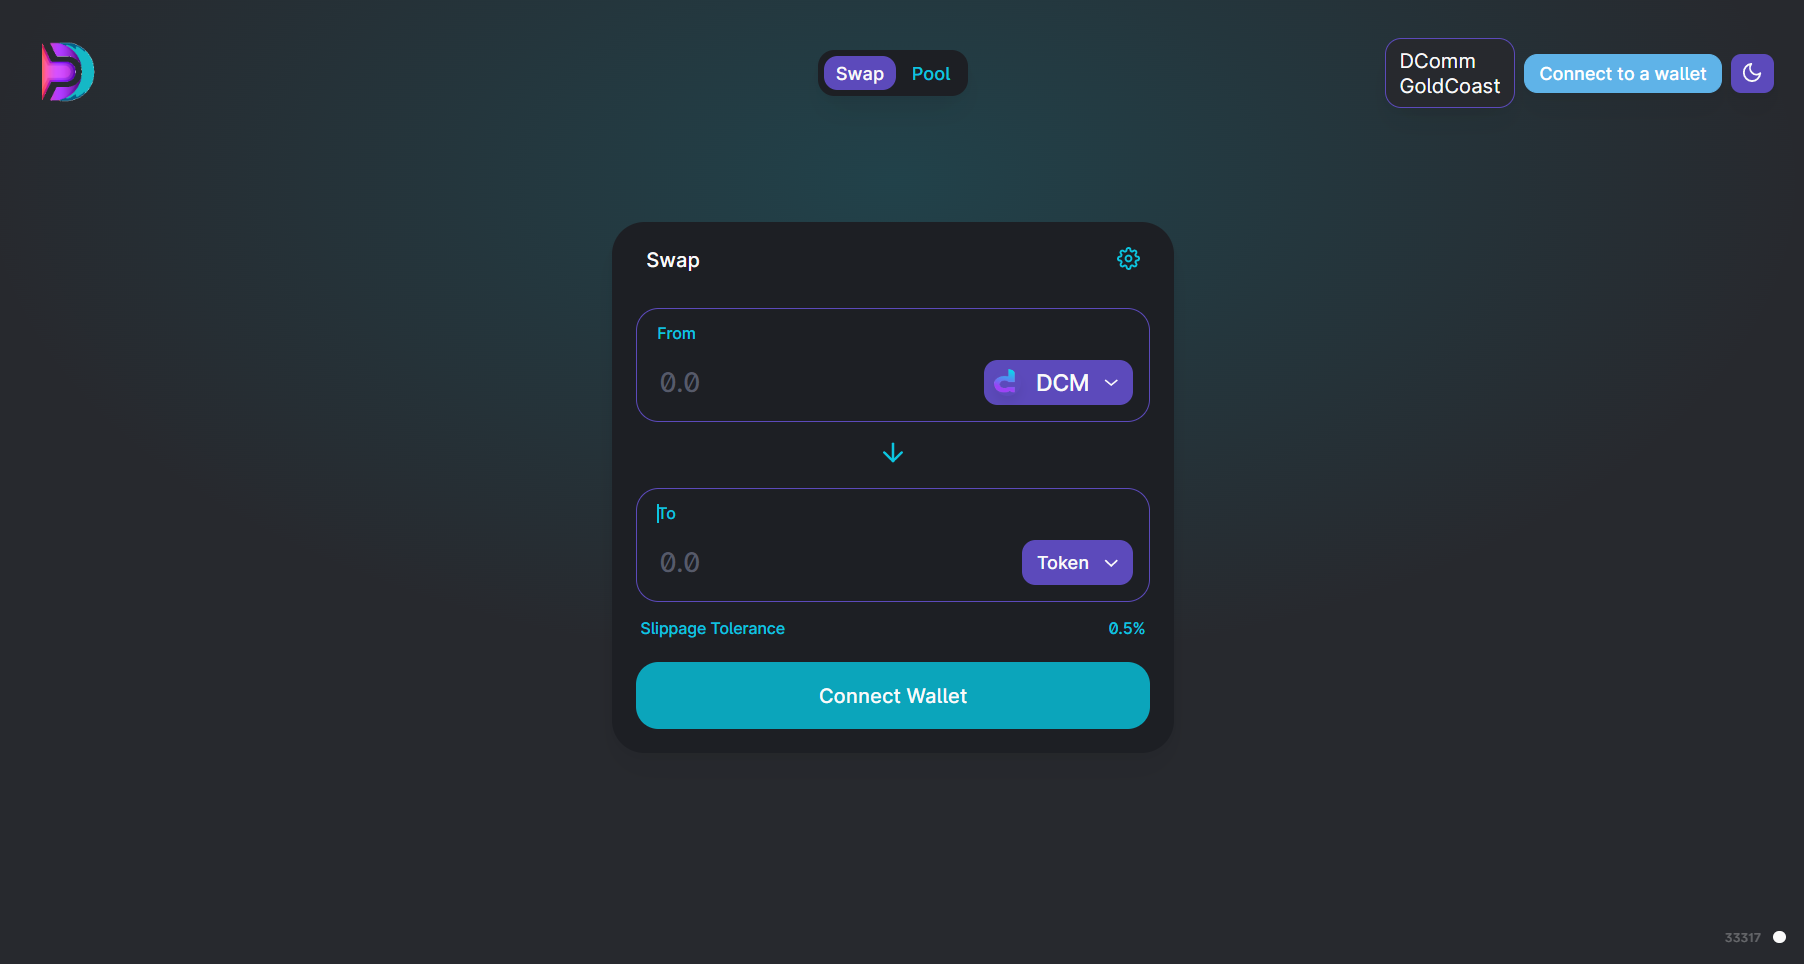 Swap
Pool
DComm
GoldCoast
Connect to a wallet
Swap
From
0.0
DCM
To
0.0
Token
Slippage Tolerance
0.5%
Connect Wallet
33317